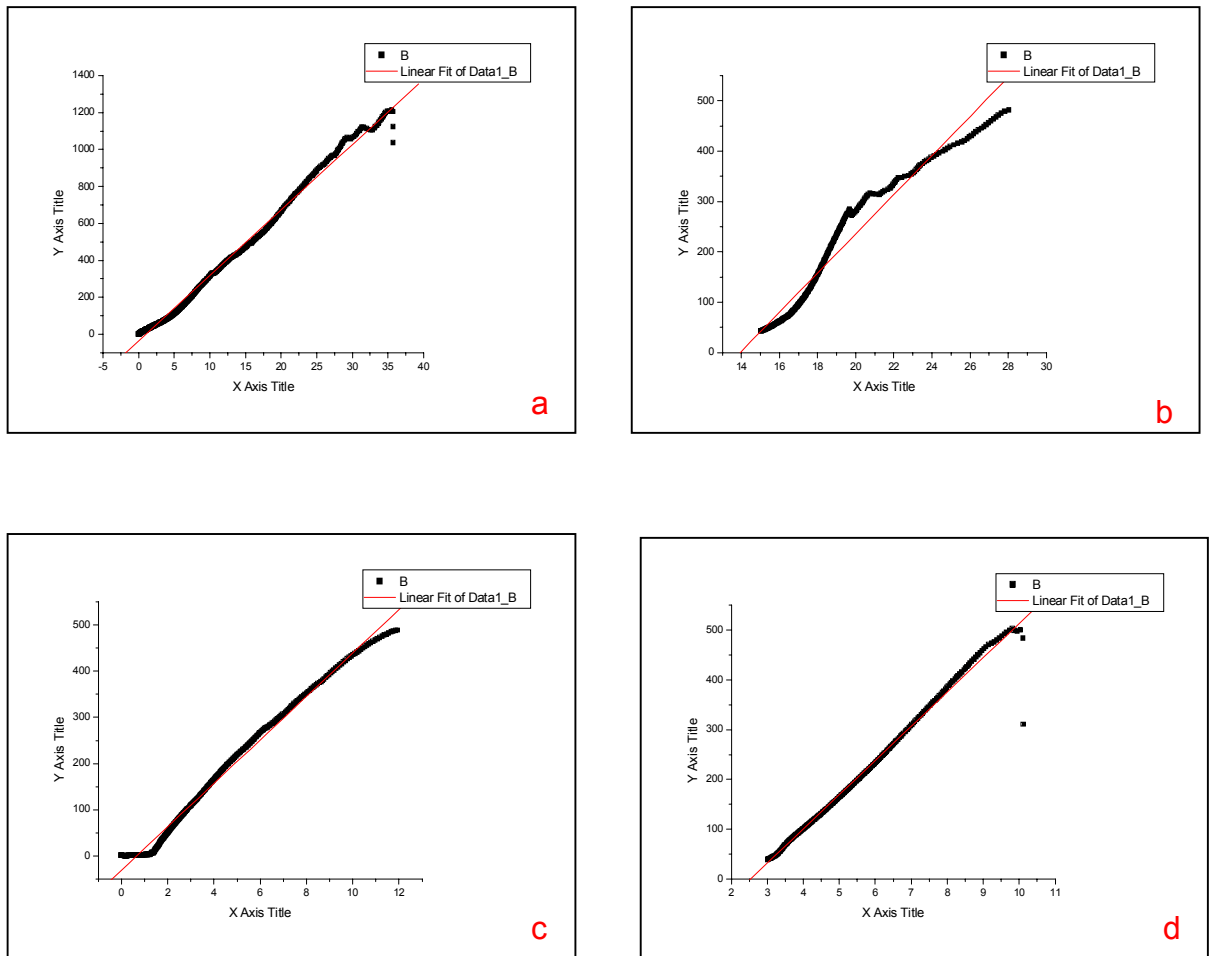 B
Linear Fit of Data1_B
1400
1200
1000
800
600
400
200
0
-5 0 5 10 15 20 25 30 35 40
Y Axis Title
X Axis Title
a
B
Linear Fit of Data1_B
500
400
300
200
100
0
14 16 18 20 22 24 26 28 30
Y Axis Title
X Axis Title
b
B
Linear Fit of Data1_B
500
400
300
200
100
0
0 2 4 6 8 10 12
Y Axis Title
X Axis Title
c
B
Linear Fit of Data1_B
500
400
300
200
100
0
2 3 4 5 6 7 8 9 10 11
Y Axis Title
X Axis Title
d